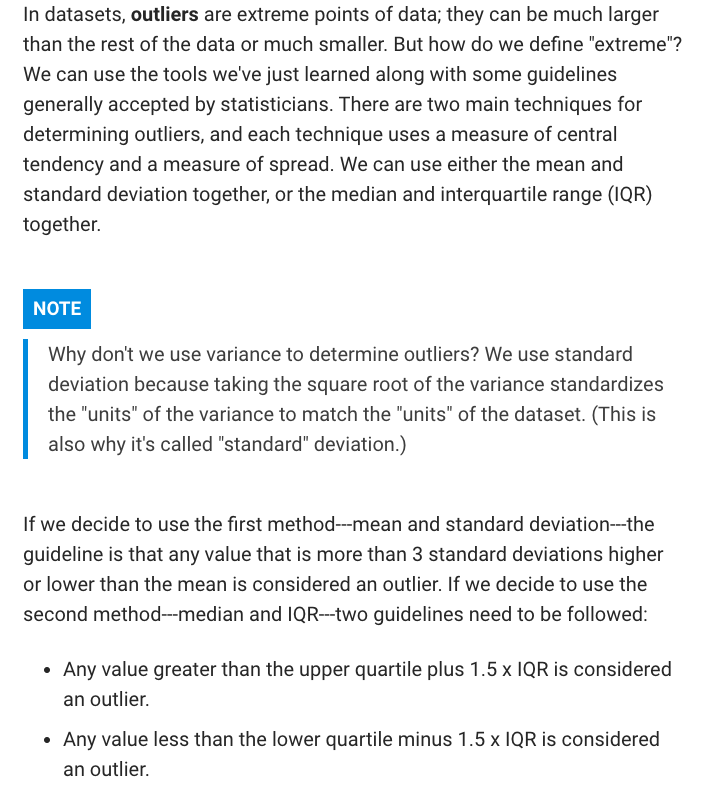 In datasets, outliers are extreme points of data; they can be much larger
than the rest of the data or much smaller. But how do we define "extreme"?
We can use the tools we've just learned along with some guidelines
generally accepted by statisticians. There are two main techniques for
determining outliers, and each technique uses a measure of central
tendency and a measure of spread. We can use either the mean and
standard deviation together, or the median and interquartile range (IQR)
together.
NOTE
Why don't we use variance to determine outliers? We use standard
deviation because taking the square root of the variance standardizes
the "units" of the variance to match the "units" of the dataset. (This is
also why it's called "standard" deviation.)
If we decide to use the first method---mean and standard deviation---the
guideline is that any value that is more than 3 standard deviations higher
or lower than the mean is considered an outlier. If we decide to use the
second method---median and IQR---two guidelines need to be followed:
• Any value greater than the upper quartile plus 1.5 x IQR is considered
an outlier.
• Any value less than the lower quartile minus 1.5 x IQR is considered
an outlier.